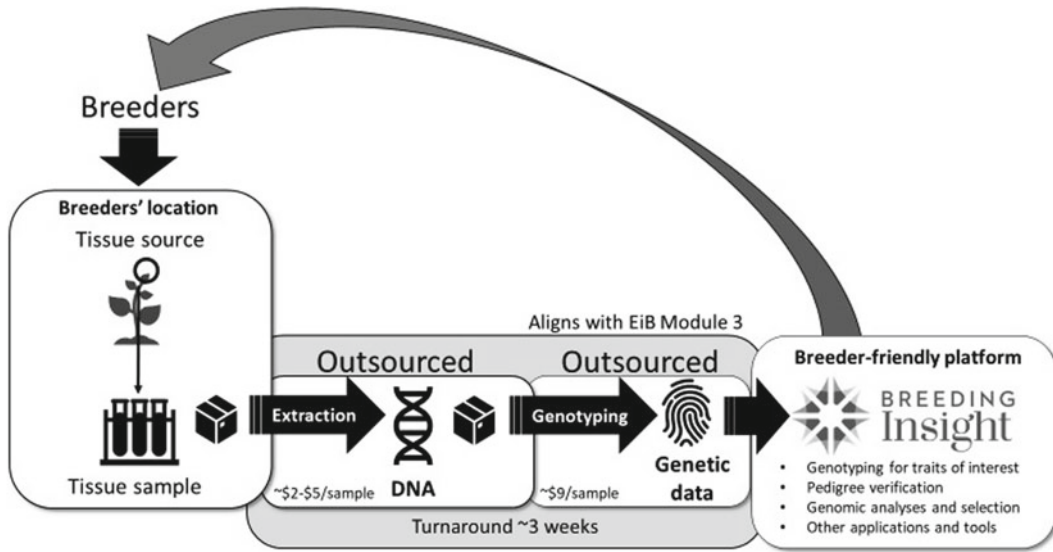 Breeders
Breeders' location
Tissue source
Tissue sample
Aligns with EiB Module 3
Outsourced
Extraction
DNA
~$2-$5/sample
Outsourced
Genotyping
Genetic
data
~$9/sample
Turnaround ~3 weeks
Breeder-friendly platform
BREEDING
Insight
• Genotyping for traits of interest
• Pedigree verification
• Genomic analyses and selection
• Other applications and tools